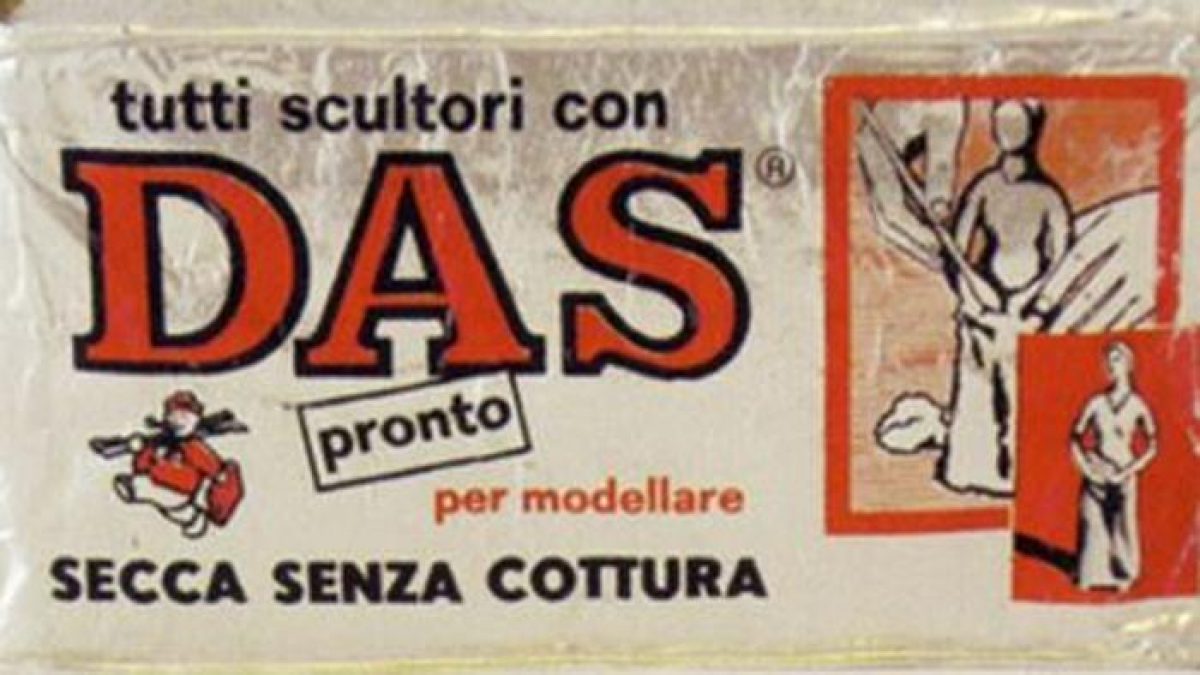 tutti scultori con
DAS®
pronto
per modellare
SECCA SENZA COTTURA